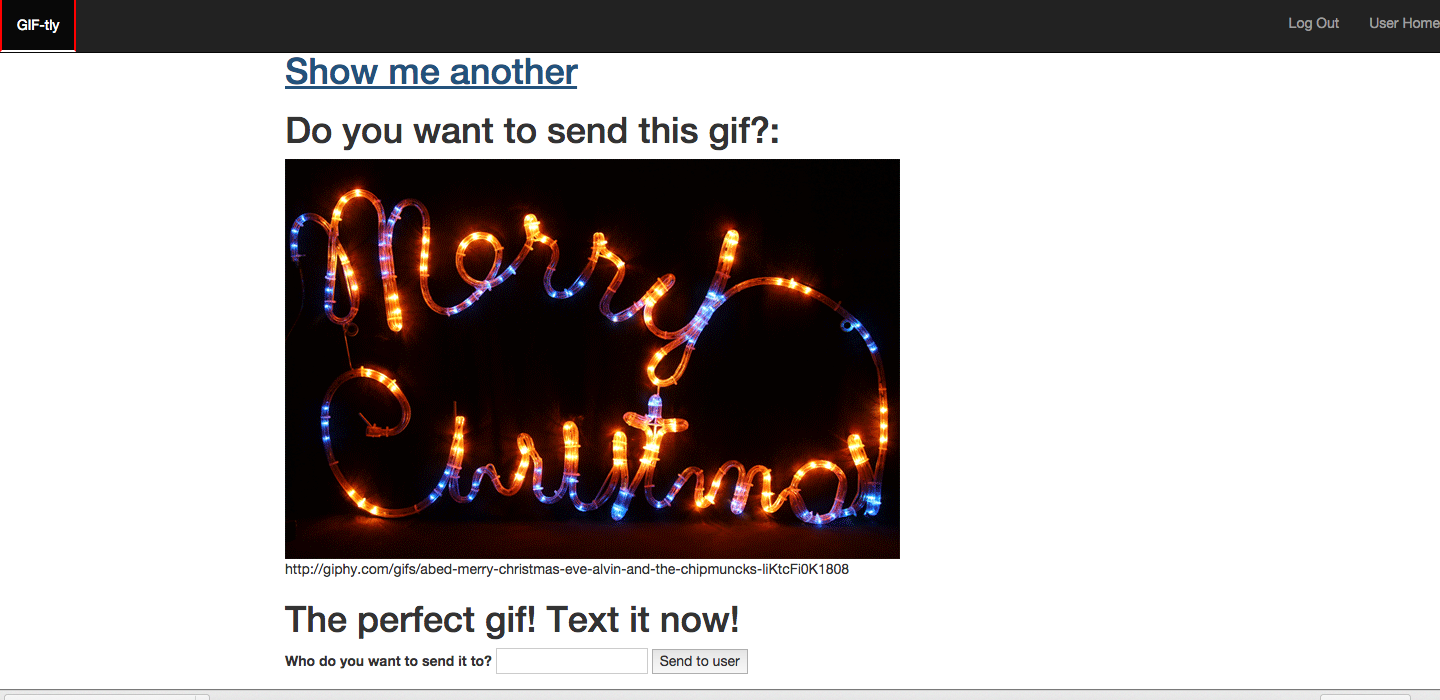 GIF-tly
Log Out
User Home
Show me another
Do you want to send this gif?:
Merry
Christmas
http://giphy.com/gifs/abed-merry-christmas-eve-alvin-and-the-chipmuncks-liKtcFi0K1808
The perfect gif! Text it now!
Who do you want to send it to?
Send to user